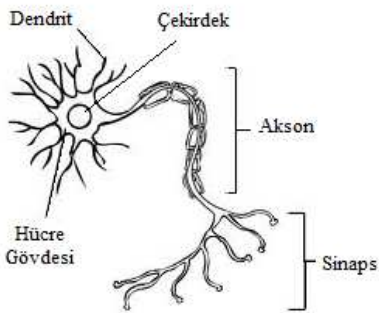 Dendrit
Çekirdek
Akson
Hücre
Gövdesi
Sinaps